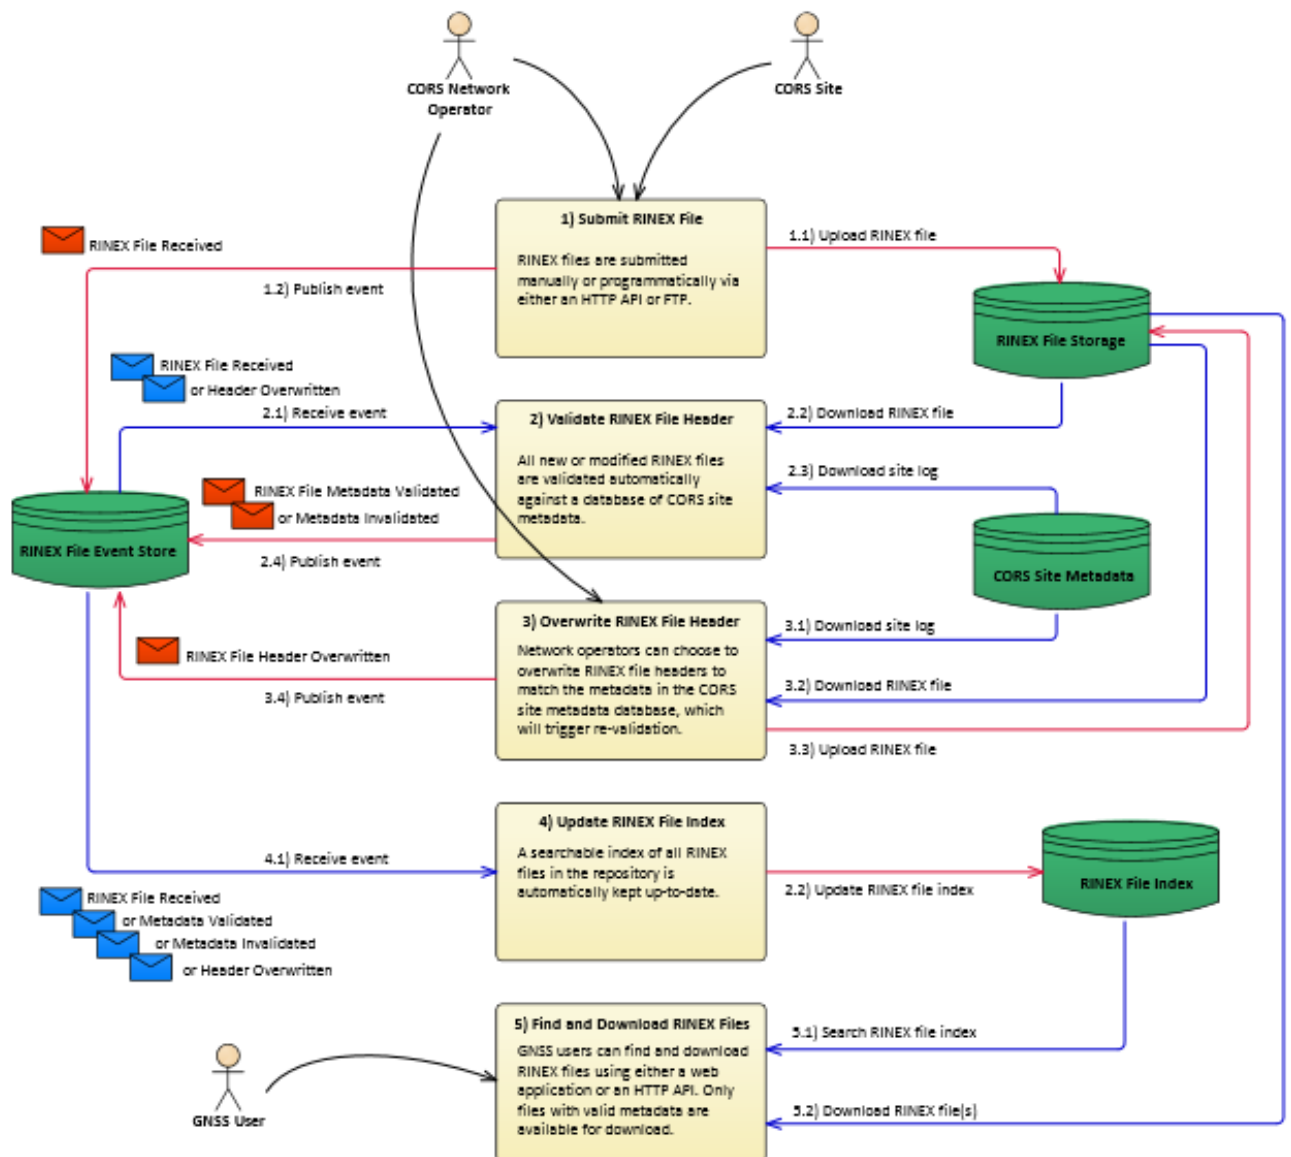 CORS Network
Operator
CORS Site
1) Submit RINEX File
RINEX files are submitted
manually or programmatically via
either an HTTP API or FTP.
RINEX File Received
1.2) Publish event
1.1) Upload RINEX file
RINEX File Storage
RINEX File Received
or Header Overwritten
2.1) Receive event
2) Validate RINEX File Header
All new or modified RINEX files
are validated automatically
against a database of CORS site
metadata.
2.2) Download RINEX file
2.3) Download site log
RINEX File Metadata Validated
or Metadata Invalidated
2.4) Publish event
RINEX File Event Store
CORS Site Metadata
3) Overwrite RINEX File Header
Network operators can choose to
overwrite RINEX file headers to
match the metadata in the CORS
site metadata database, which
will trigger re-validation.
3.1) Download site log
3.2) Download RINEX file
3.3) Upload RINEX file
RINEX File Header Overwritten
3.4) Publish event
4) Update RINEX File Index
A searchable index of all RINEX
files in the repository is
automatically kept up-to-date.
4.1) Receive event
2.2) Update RINEX file index
RINEX File Index
RINEX File Received
or Metadata Validated
or Metadata Invalidated
or Header Overwritten
5) Find and Download RINEX Files
GNSS users can find and download
RINEX files using either a web
application or an HTTP API. Only
files with valid metadata are
available for download.
5.1) Search RINEX file index
5.2) Download RINEX file(s)
GNSS User